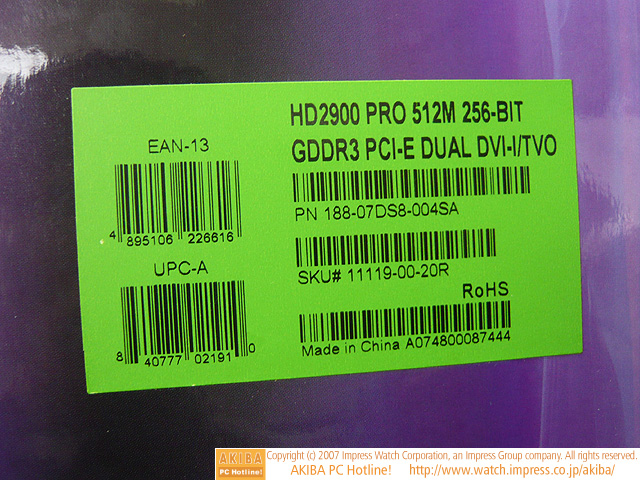 HD2900 PRO 512M 256-BIT
GDDR3 PCI-E DUAL DVI-I/TVO
EAN-13
4 895106 226616
UPC-A
8 40777 02191 0
PN 188-07DS8-004SA
SKU# 11119-00-20R
RoHS
Made in China A074800087444
AKIBA
PC Hotline!
Copyright (c) 2007 Impress Watch Corporation, an Impress Group company. All rights reserved.
AKIBA PC Hotline! http://www.watch.impress.co.jp/akiba/